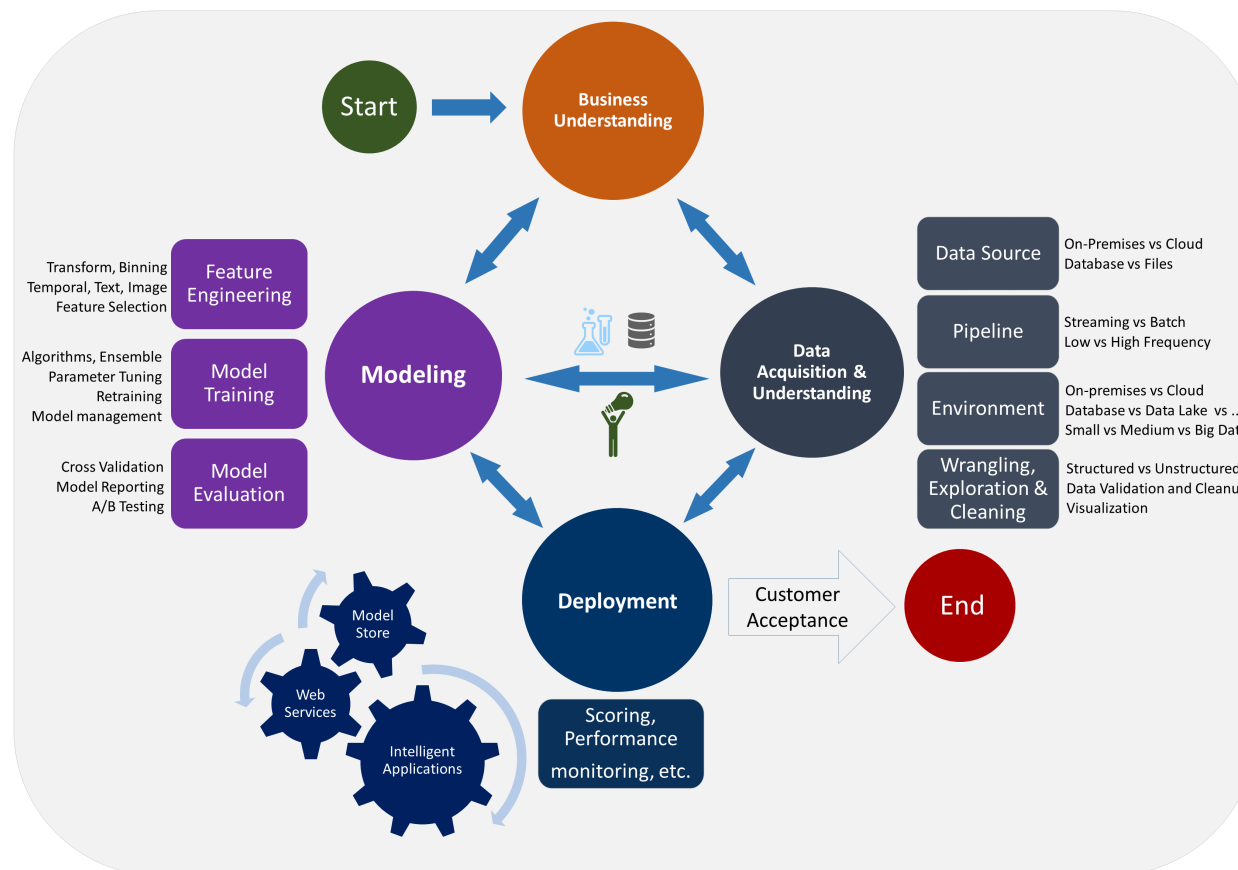 Start
Business
Understanding
Transform, Binning
Temporal, Text, Image
Feature Selection
Feature
Engineering
Algorithms, Ensemble
Parameter Tuning
Retraining
Model management
Model
Training
Cross Validation
Model Reporting
A/B Testing
Model
Evaluation
Modeling
Data
Acquisition &
Understanding
Data Source
On-Premises vs Cloud
Database vs Files
Pipeline
Streaming vs Batch
Low vs High Frequency
Environment
On-premises vs Cloud
Database vs Data Lake vs ..
Small vs Medium vs Big Dat
Wrangling,
Exploration &
Cleaning
Structured vs Unstructured
Data Validation and Cleanu
Visualization
Deployment
Customer
Acceptance
End
Scoring,
Performance
monitoring, etc.
Model
Store
Web
Services
Intelligent
Applications